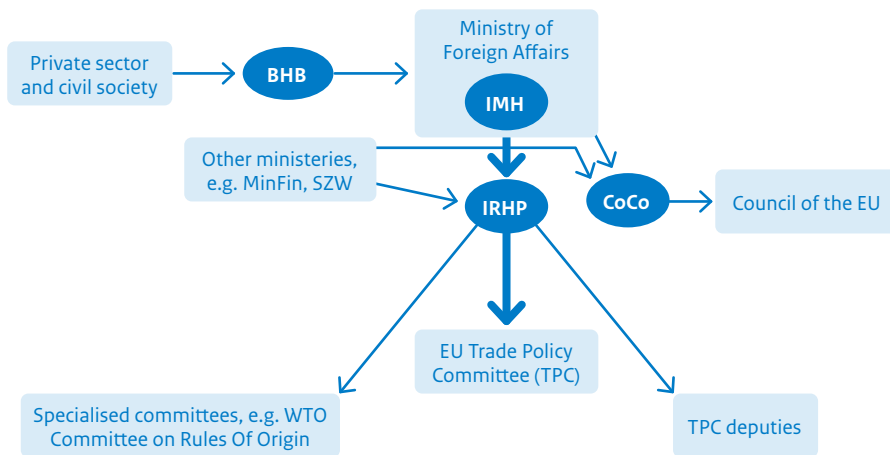 Ministry of
Foreign Affairs
Private sector
and civil society
BHB
IMH
Other ministeries,
e.g. MinFin, SZW
IRHP
CoCo
Council of the EU
EU Trade Policy
Committee (TPC)
Specialised committees, e.g. WTO
Committee on Rules Of Origin
TPC deputies